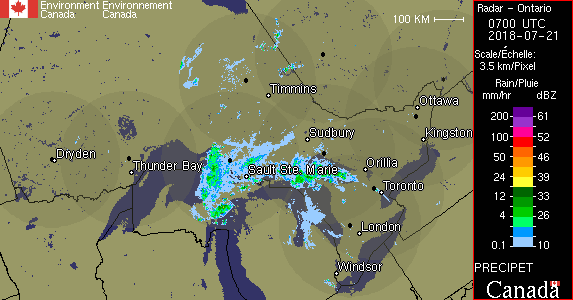 Environment Environnement
Canada Canada
100 KM
Timmins
Ottawa
Sudbury
Kingston
Dryden
Thunder Bay
Sault Ste. Marie
Orillia
Toronto
London
Windsor
Radar - Ontario
0700 UTC
2018-07-21
Scale/Échelle:
3.5 km/Pixel
Rain/Pluie
mm/hr dBZ
200 61
100 52
50 46
24 39
12 33
4 26
0.1 10
PRECIPET
Canada